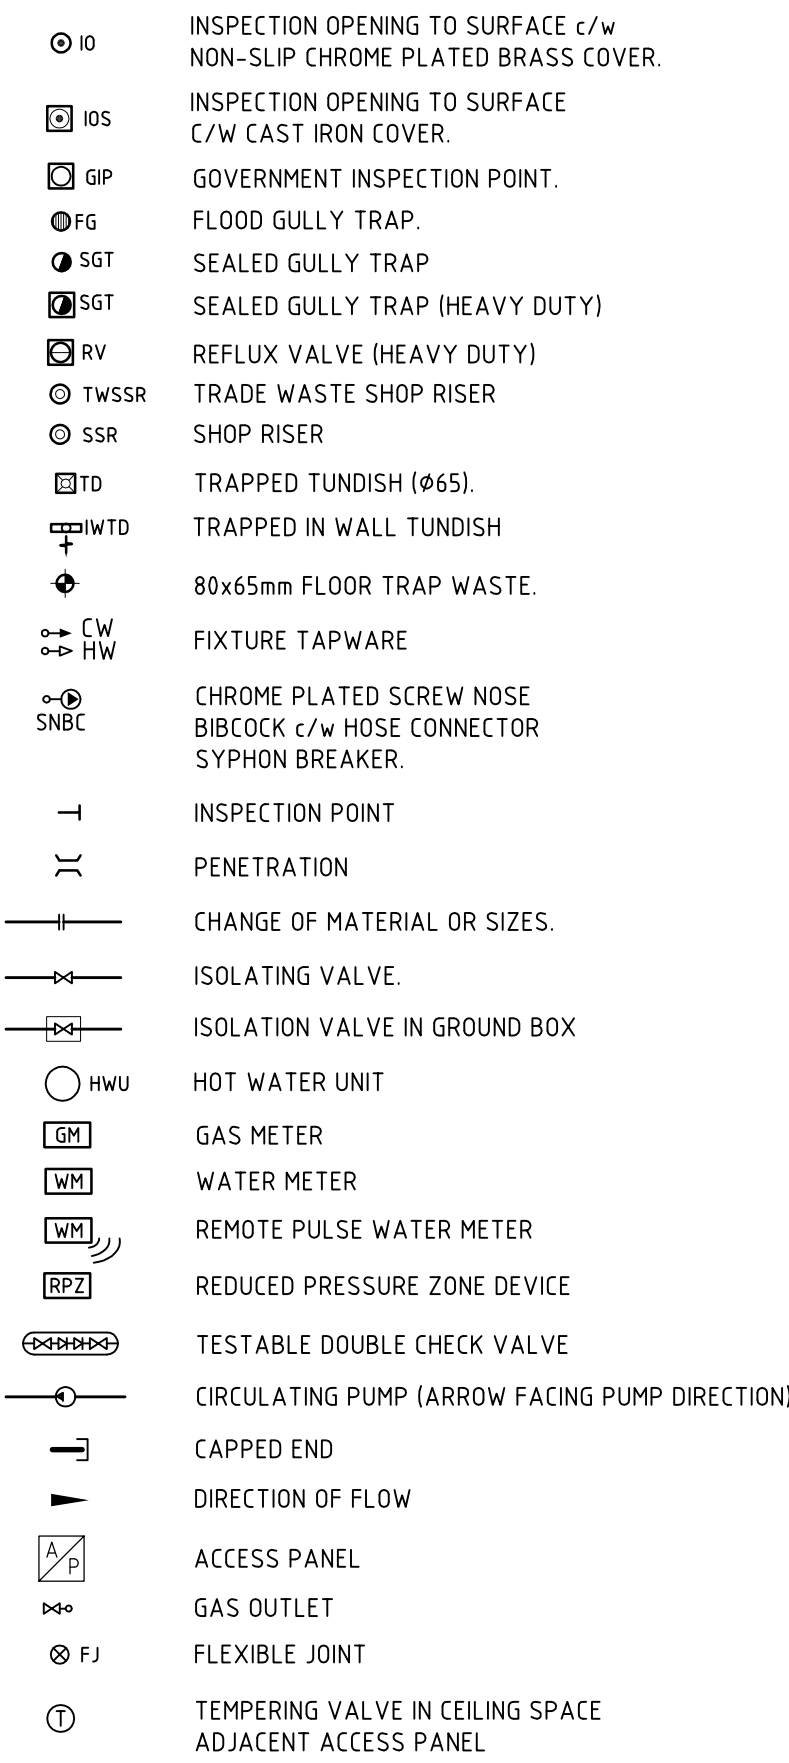 IO INSPECTION OPENING TO SURFACE c/w
NON-SLIP CHROME PLATED BRASS COVER.
IOS INSPECTION OPENING TO SURFACE
C/W CAST IRON COVER.
GIP GOVERNMENT INSPECTION POINT.
FG FLOOD GULLY TRAP.
SGT SEALED GULLY TRAP
SGT SEALED GULLY TRAP (HEAVY DUTY)
RV REFLUX VALVE (HEAVY DUTY)
TWSSR TRADE WASTE SHOP RISER
SSR SHOP RISER
TD TRAPPED TUNDISH (Ø65).
IWTD TRAPPED IN WALL TUNDISH
80x65mm FLOOR TRAP WASTE.
CW
HW
FIXTURE TAPWARE
SNBC
CHROME PLATED SCREW NOSE
BIBCOCK c/w HOSE CONNECTOR
SYPHON BREAKER.
INSPECTION POINT
PENETRATION
CHANGE OF MATERIAL OR SIZES.
ISOLATING VALVE.
ISOLATION VALVE IN GROUND BOX
HWU HOT WATER UNIT
GM GAS METER
WM WATER METER
WM REMOTE PULSE WATER METER
RPZ REDUCED PRESSURE ZONE DEVICE
TESTABLE DOUBLE CHECK VALVE
CIRCULATING PUMP (ARROW FACING PUMP DIRECTION)
CAPPED END
DIRECTION OF FLOW
A/P ACCESS PANEL
GAS OUTLET
FJ FLEXIBLE JOINT
T TEMPERING VALVE IN CEILING SPACE
ADJACENT ACCESS PANEL